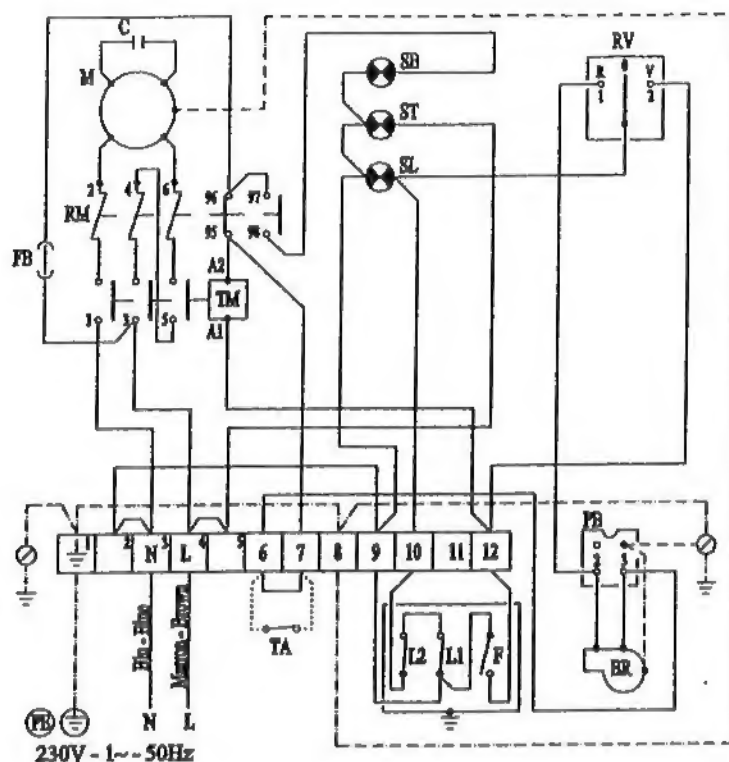 C
M
SB
ST
SL
RV
R
1
V
2
2
4
6
96
97
RM
95
98
FB
A2
TM
A1
1
3
5
PB
1
2
N
3
L
4
5
6
7
8
9
10
11
12
Blu-Blue
Marron-Brown
TA
L2
L1
F
BR
PE
N
L
230V - 1~ - 50Hz